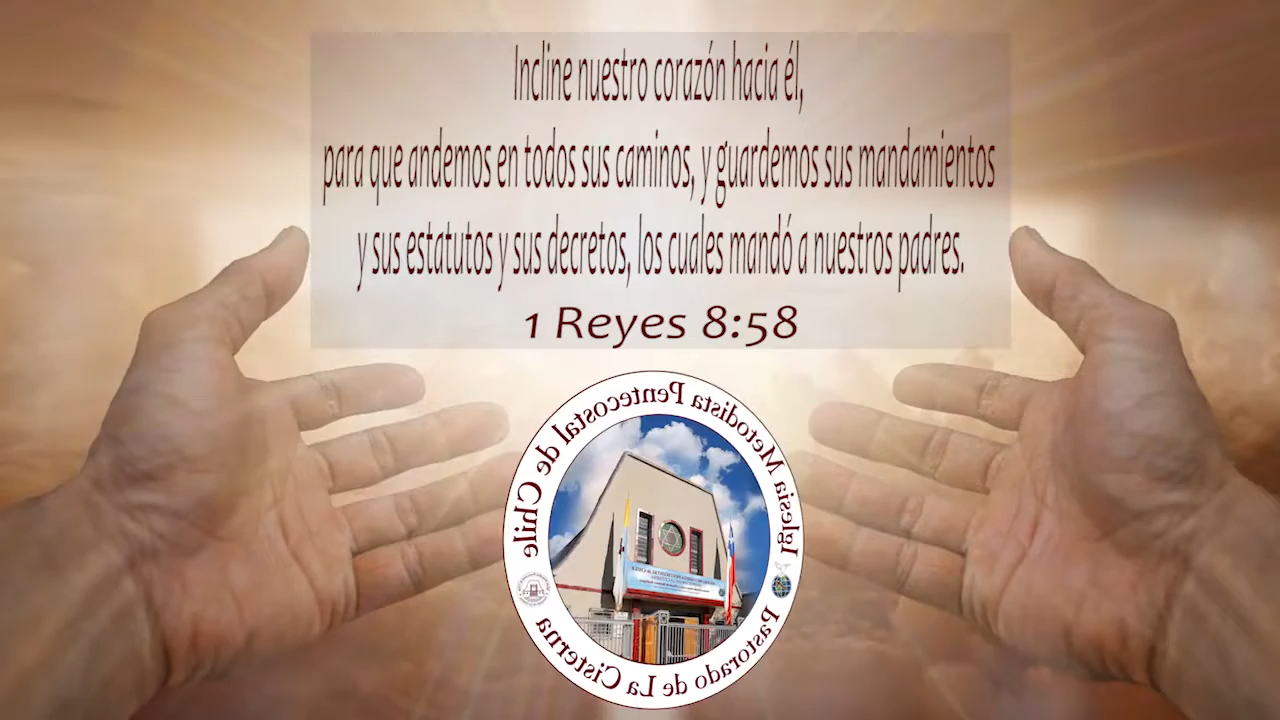 Incline nuestro corazón hacia él,
para que andemos en todos sus caminos, y guardemos sus mandamientos
y sus estatutos y sus decretos, los cuales mandó a nuestros padres.
1 Reyes 8:58
Iglesia Metodista Pentecostal de Chile
Pastorado de La Cisterna